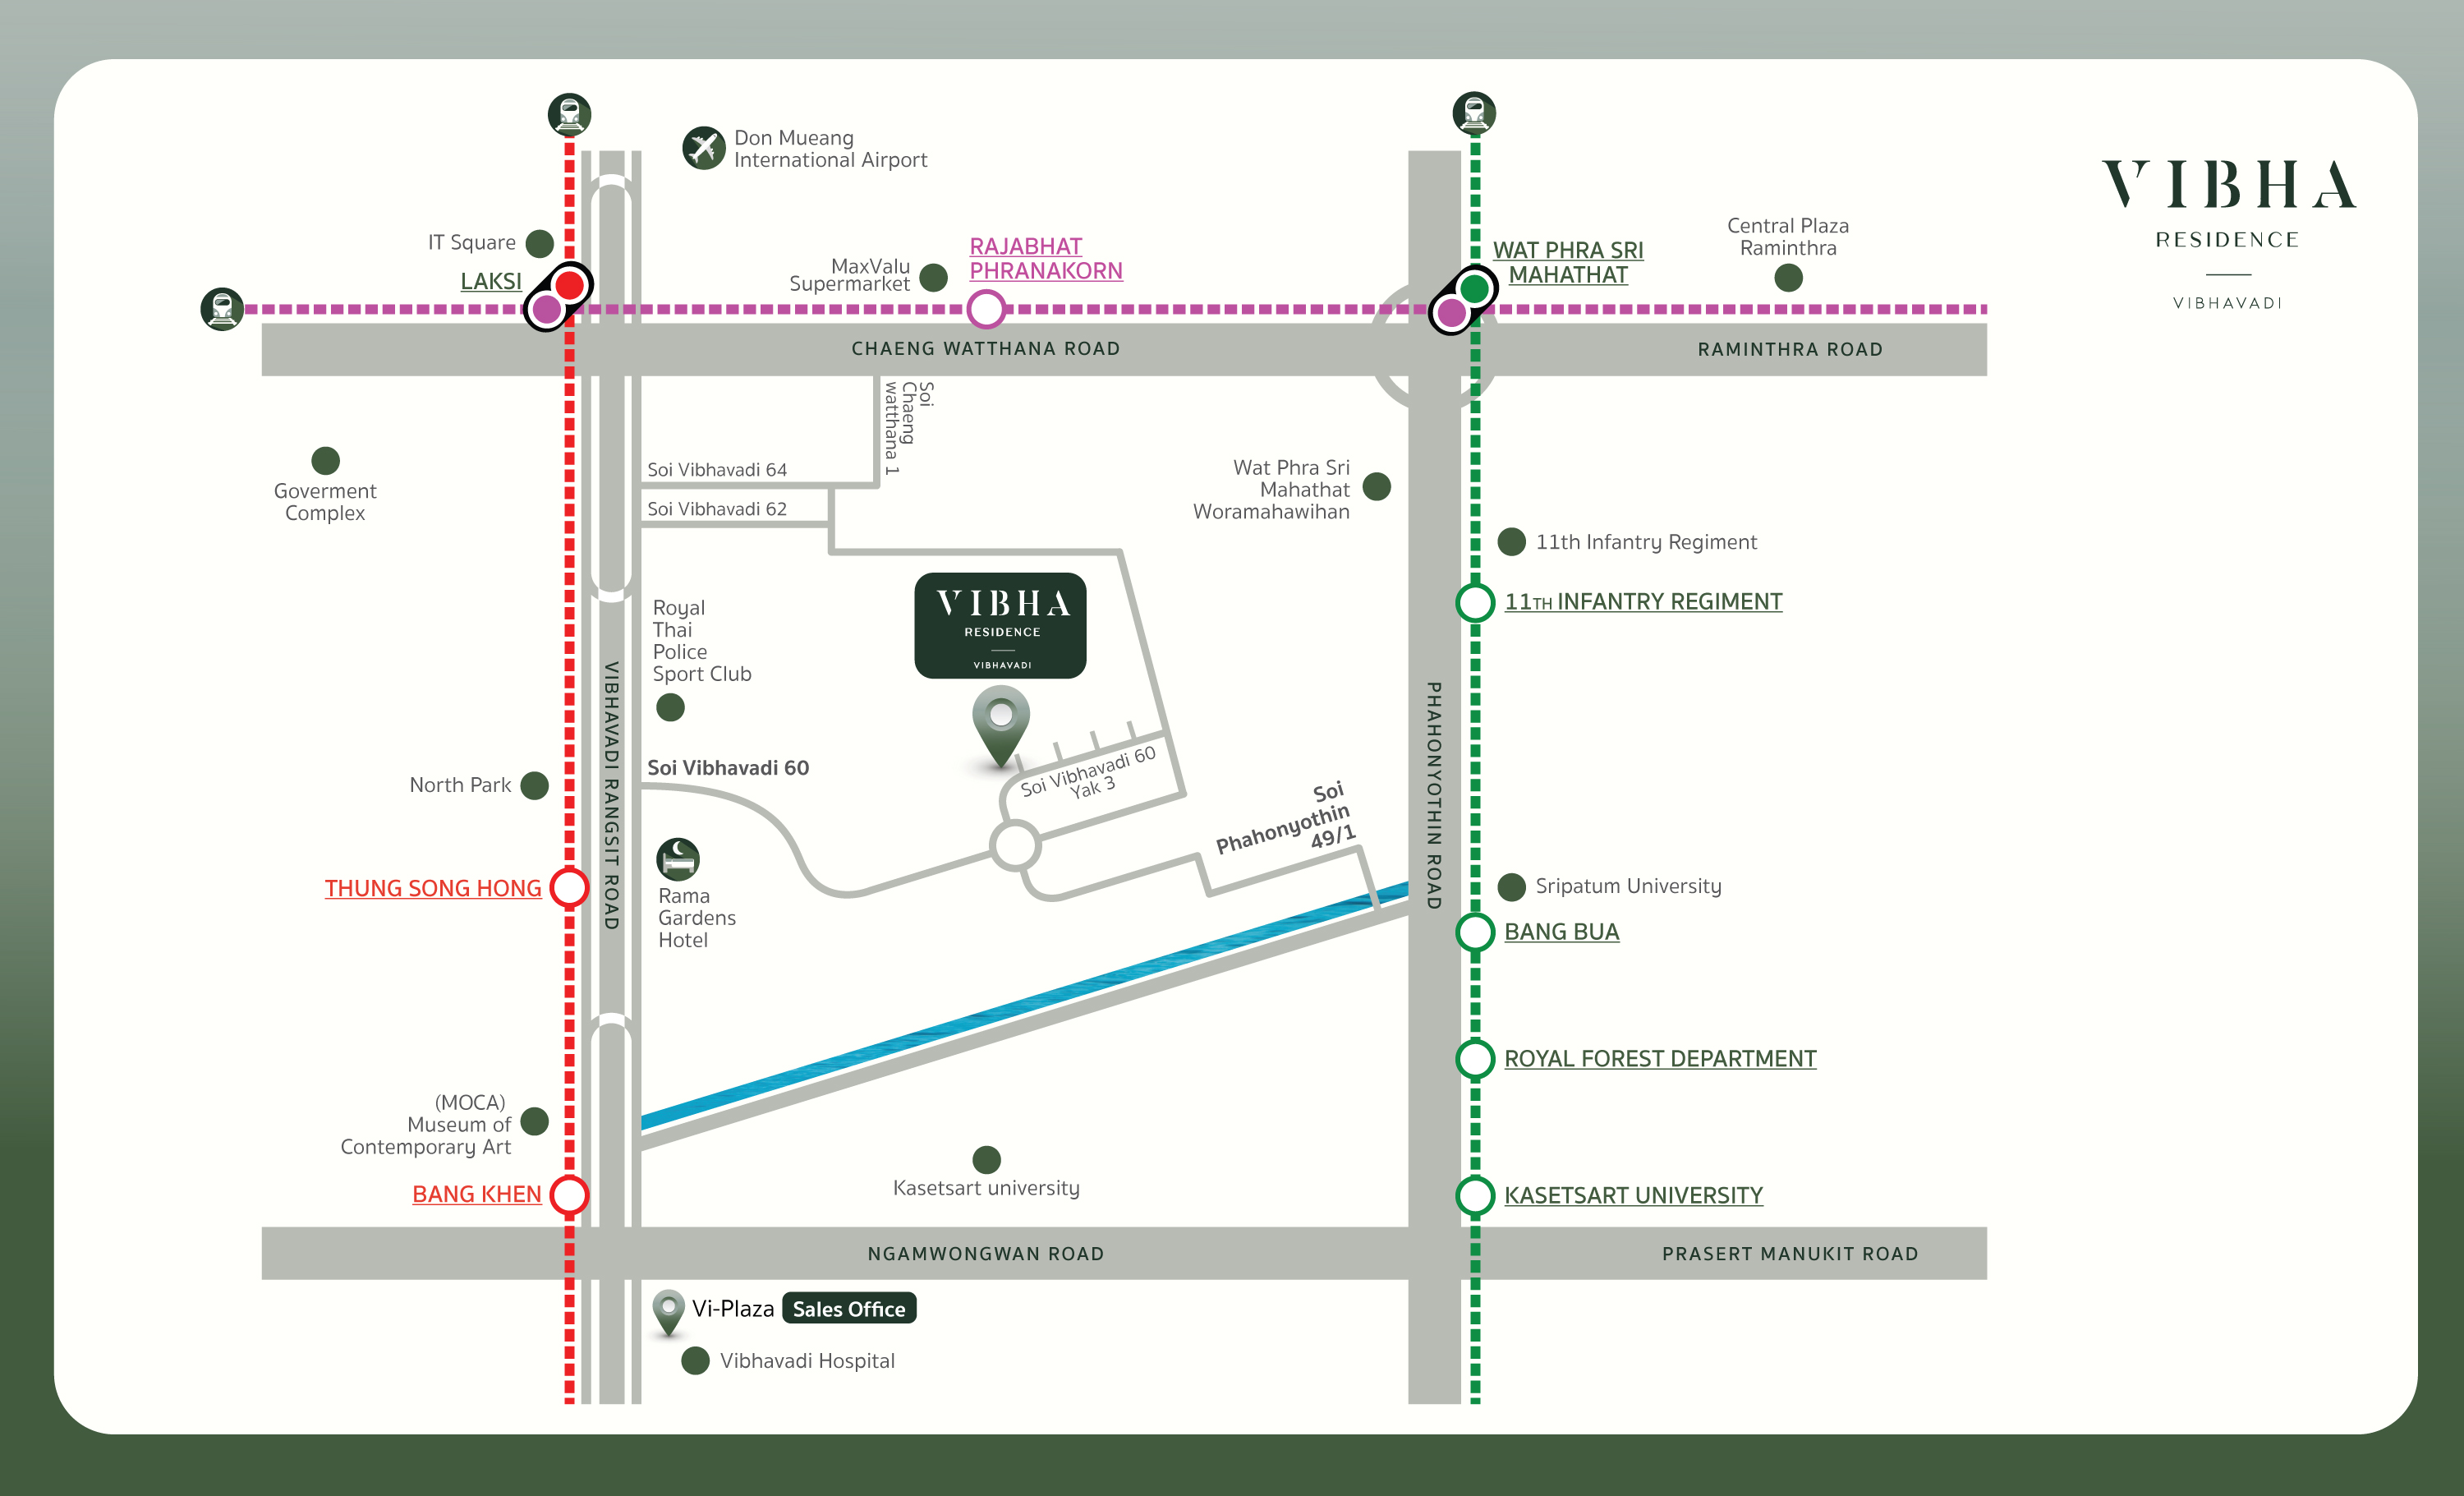 Don Mueang
International Airport
VIBHA
RESIDENCE
VIBHAVADI
IT Square
LAKSI
MaxValu
Supermarket
RAJABHAT
PHRANAKORN
WAT PHRA SRI
MAHATHAT
Central Plaza
Raminthra
CHAENG WATTHANA ROAD
RAMINTHRA ROAD
Soi
Chaeng
watthana 1
Soi Vibhavadi 64
Soi Vibhavadi 62
Goverment
Complex
Wat Phra Sri
Mahathat
Woramahawihan
11th Infantry Regiment
11TH INFANTRY REGIMENT
Royal
Thai
Police
Sport Club
VIBHA
RESIDENCE
VIBHAVADI
VIBHAVADI RANGSIT ROAD
PHAHONYOTHIN ROAD
North Park
Soi Vibhavadi 60
Soi Vibhavadi 60
Yak 3
Soi
Phahonyothin
49/1
THUNG SONG HONG
Rama
Gardens
Hotel
Sripatum University
BANG BUA
ROYAL FOREST DEPARTMENT
(MOCA)
Museum of
Contemporary Art
BANG KHEN
Kasetsart university
KASETSART UNIVERSITY
NGAMWONGWAN ROAD
PRASERT MANUKIT ROAD
Vi-Plaza Sales Office
Vibhavadi Hospital